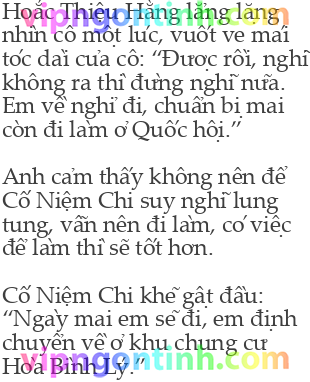 Hoắc Thiệu Hằng lẳng lặng
nhìn cô một lúc, vuốt ve mái
tóc dài của cô: “Được rồi, nghĩ
không ra thì đừng nghĩ nữa.
Em về nghỉ đi, chuẩn bị mai
còn đi làm ở Quốc hội.”

Anh cảm thấy không nên để
Cố Niệm Chi suy nghĩ lung
tung, vẫn nên đi làm, có việc
để làm thì sẽ tốt hơn.

Cố Niệm Chi khẽ gật đầu:
“Ngày mai em sẽ đi, em định
chuyển về ở khu chung cư
Hòa Bình Lý.”
vipngontinh.com
vipngontinh.com